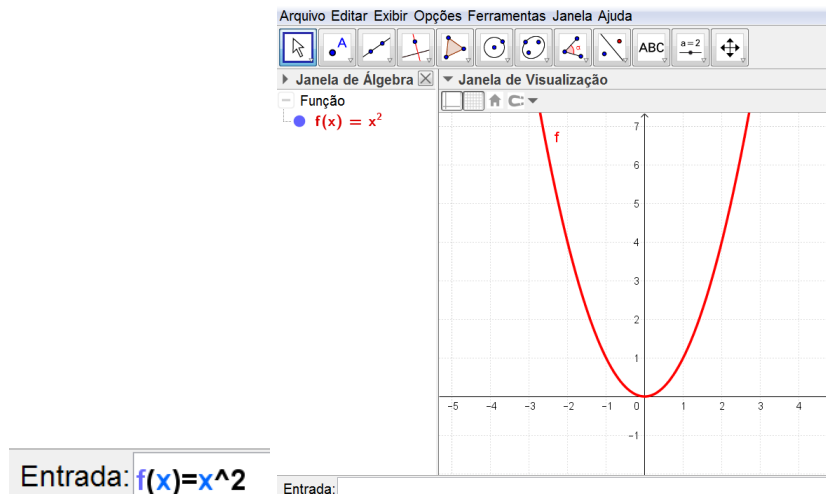 Arquivo Editar Exibir Opções Ferramentas Janela Ajuda
A α ABC a=2
Janela de Álgebra
Janela de Visualização
Função
f(x) = x²
f
7
6
5
4
3
2
1
-5 -4 -3 -2 -1 0 1 2 3 4
-1
Entrada: f(x)=x^2
Entrada: